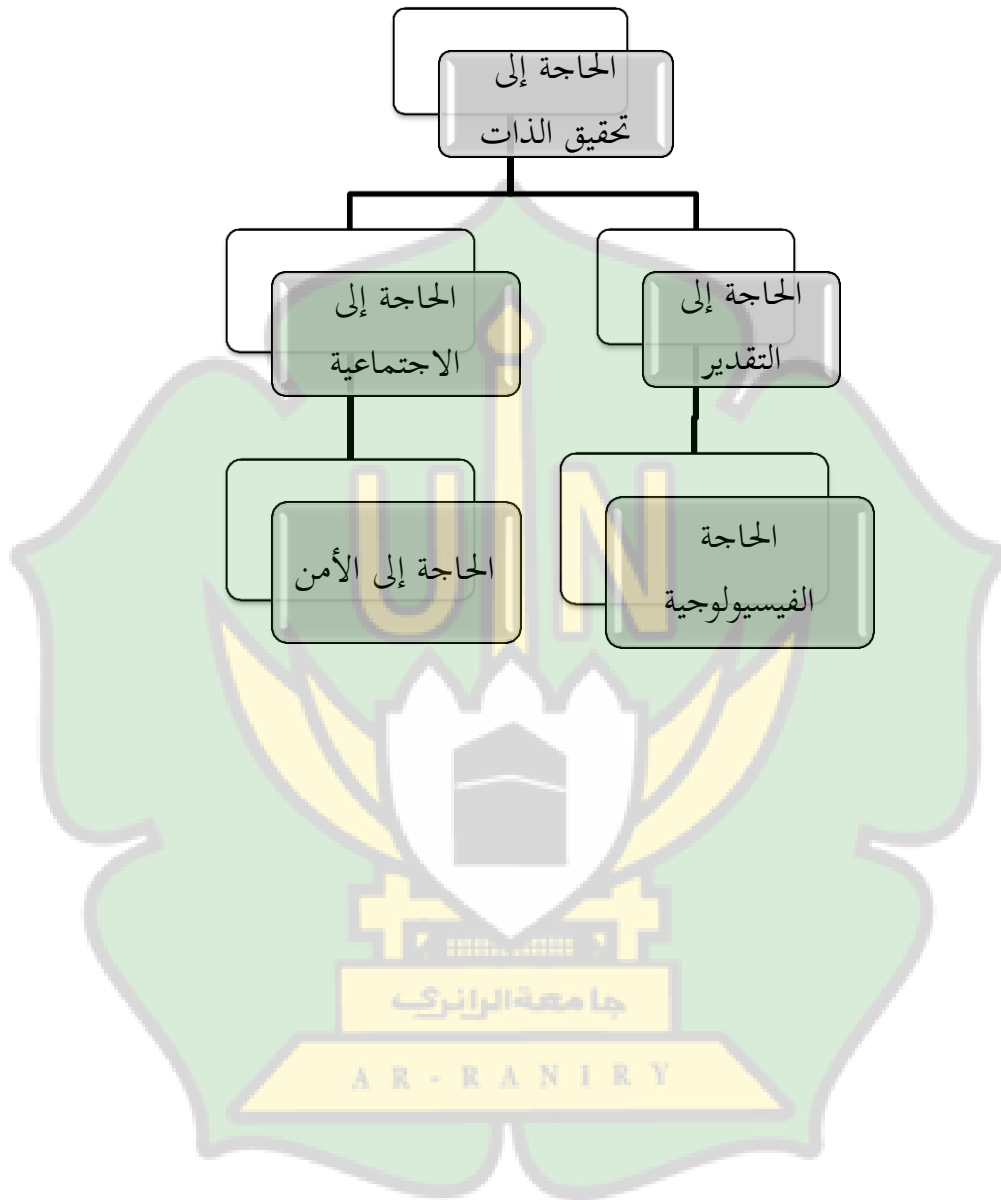 الحاجة إلى
تحقيق الذات
الحاجة إلى
التقدير
الحاجة إلى
الاجتماعية
الحاجة
الفيسيولوجية
الحاجة إلى الأمن
UIN
جامعة الرانري
AR-RANIRY